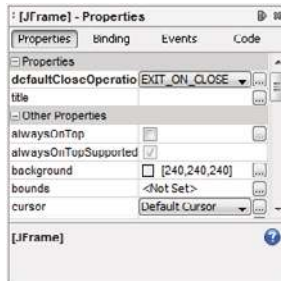 [JFrame] - Properties
Properties Binding Events Code
Properties
defaultCloseOperatio EXIT_ON_CLOSE ...
title ...
Other Properties
alwaysOnTop ...
alwaysOnTopSupported
background [240,240,240] ...
bounds <Not Set> ...
cursor Default Cursor ...
[JFrame] ?